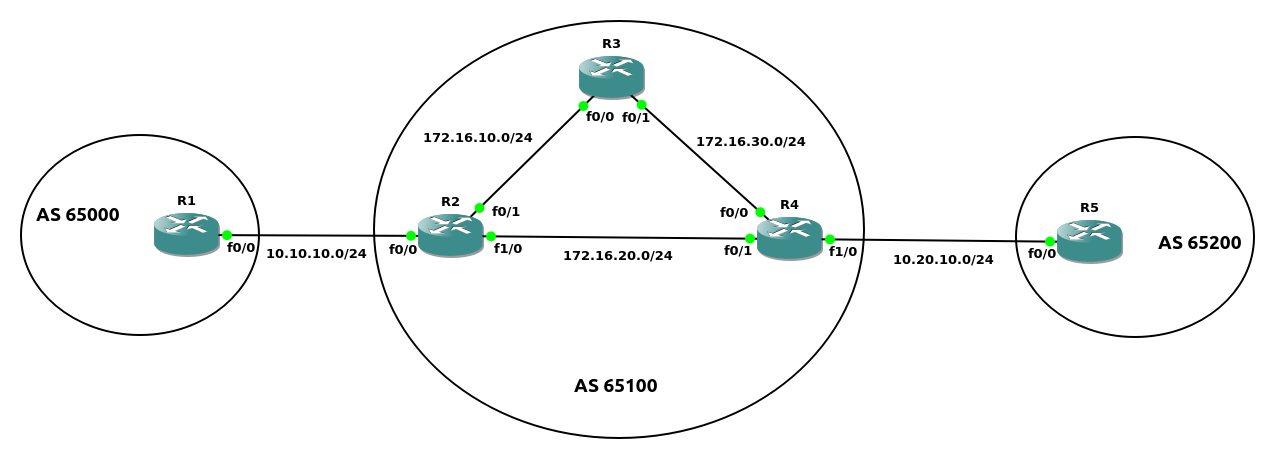 R3
f0/0 f0/1
172.16.10.0/24
172.16.30.0/24
AS 65000
R1
f0/0
10.10.10.0/24
R2
f0/1
f0/0
f1/0
172.16.20.0/24
R4
f0/0
f0/1
f1/0
10.20.10.0/24
R5
f0/0
AS 65200
AS 65100